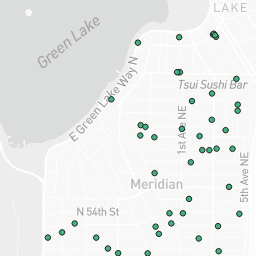 LAKE
Green Lake
E Green Lake Way N
Tsui Sushi Bar
1st Ave NE
Meridian
5th Ave NE
N 54th St